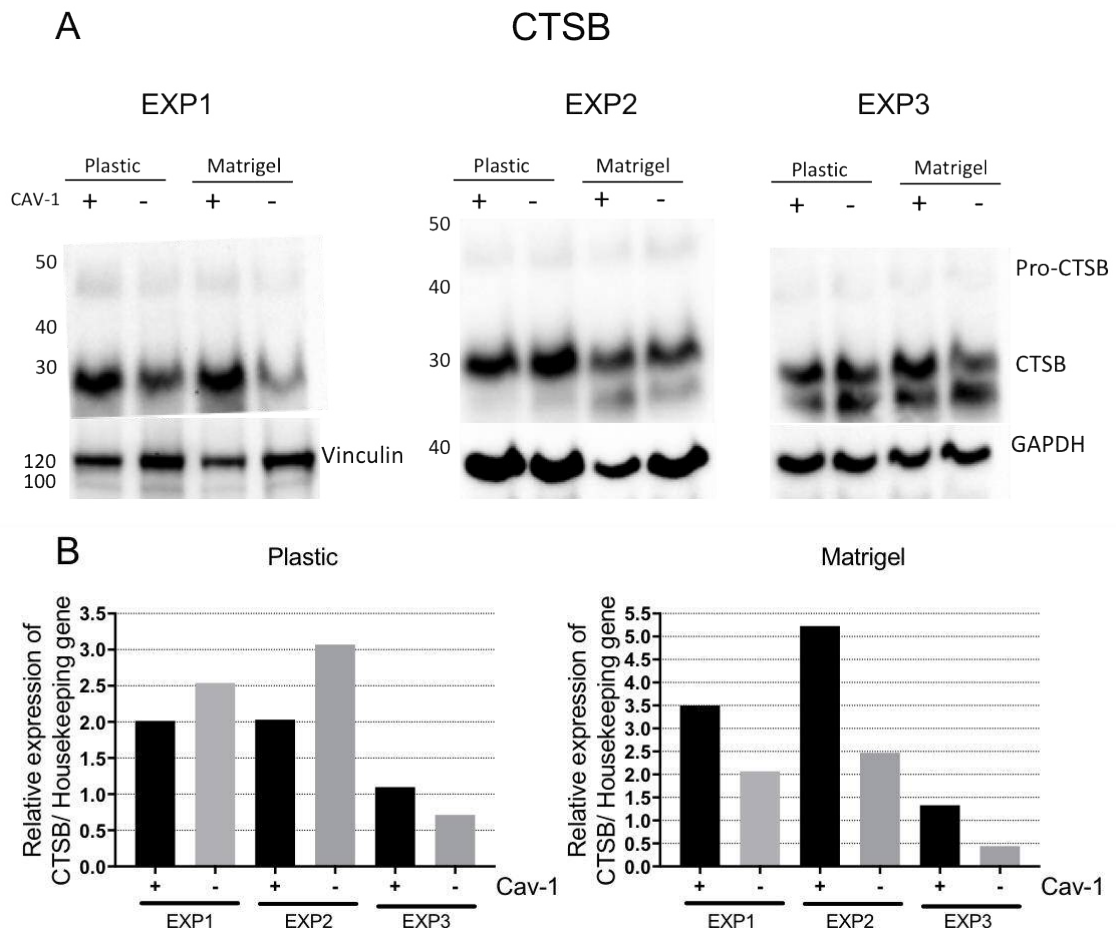 A
CTSB
EXP1
EXP2
EXP3
Plastic
Matrigel
Plastic
Matrigel
Plastic
Matrigel
CAV-1
+
-
+
-
+
-
+
-
+
-
+
-
50
40
30
120
100
Vinculin
50
40
30
40
Pro-CTSB
CTSB
GAPDH
B
Plastic
Relative expression of
CTSB/ Housekeeping gene
3.5
3.0
2.5
2.0
1.5
1.0
0.5
0.0
+
-
+
-
+
-
Cav-1
EXP1
EXP2
EXP3
Matrigel
Relative expression of
CTSB/ Housekeeping gene
5.5
5.0
4.5
4.0
3.5
3.0
2.5
2.0
1.5
1.0
0.5
0.0
+
-
+
-
+
-
Cav-1
EXP1
EXP2
EXP3